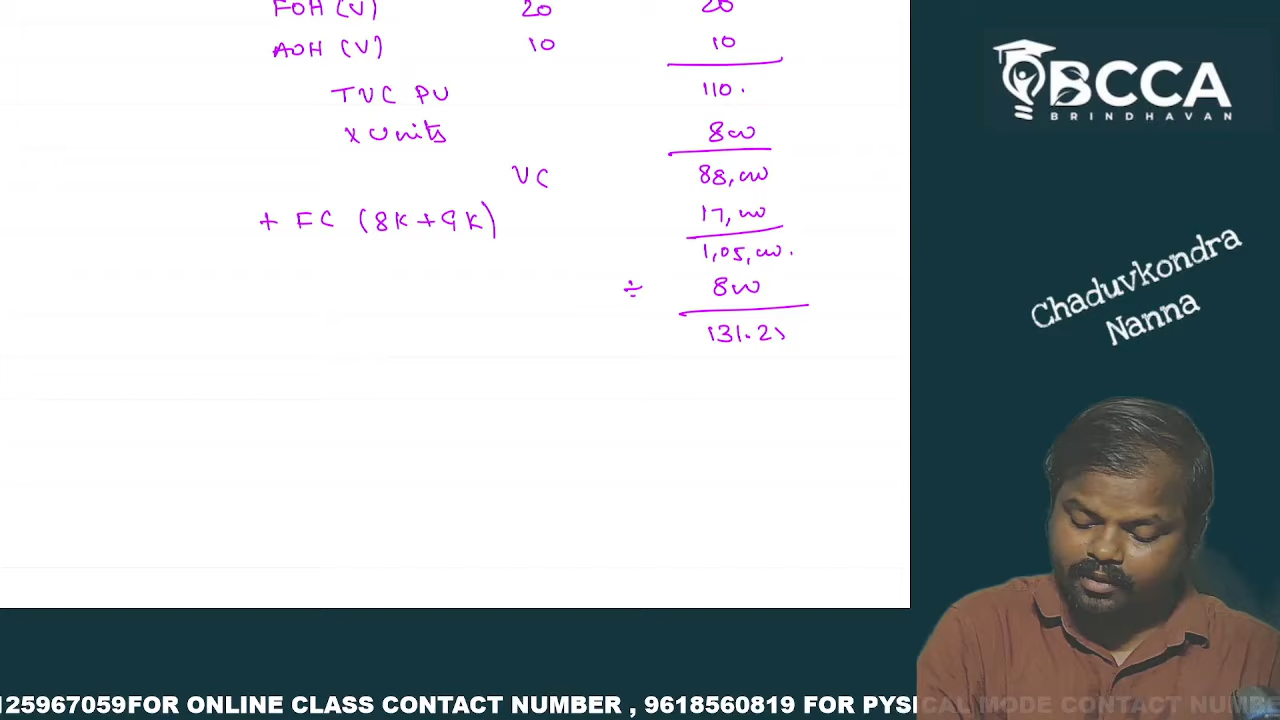 FOH (V) 20 20
AOH (V) 10 10
TVC PU 110.
x Units 800
VC 88,000
+ FC (8K+9K) 17,000
1,05,000.
÷ 800
131.25
BCCA
BRINDHAVAN
Chaduvkondra
Nanna
125967059FOR ONLINE CLASS CONTACT NUMBER , 9618560819 FOR PYSICAL MODE CONTACT NUMBE